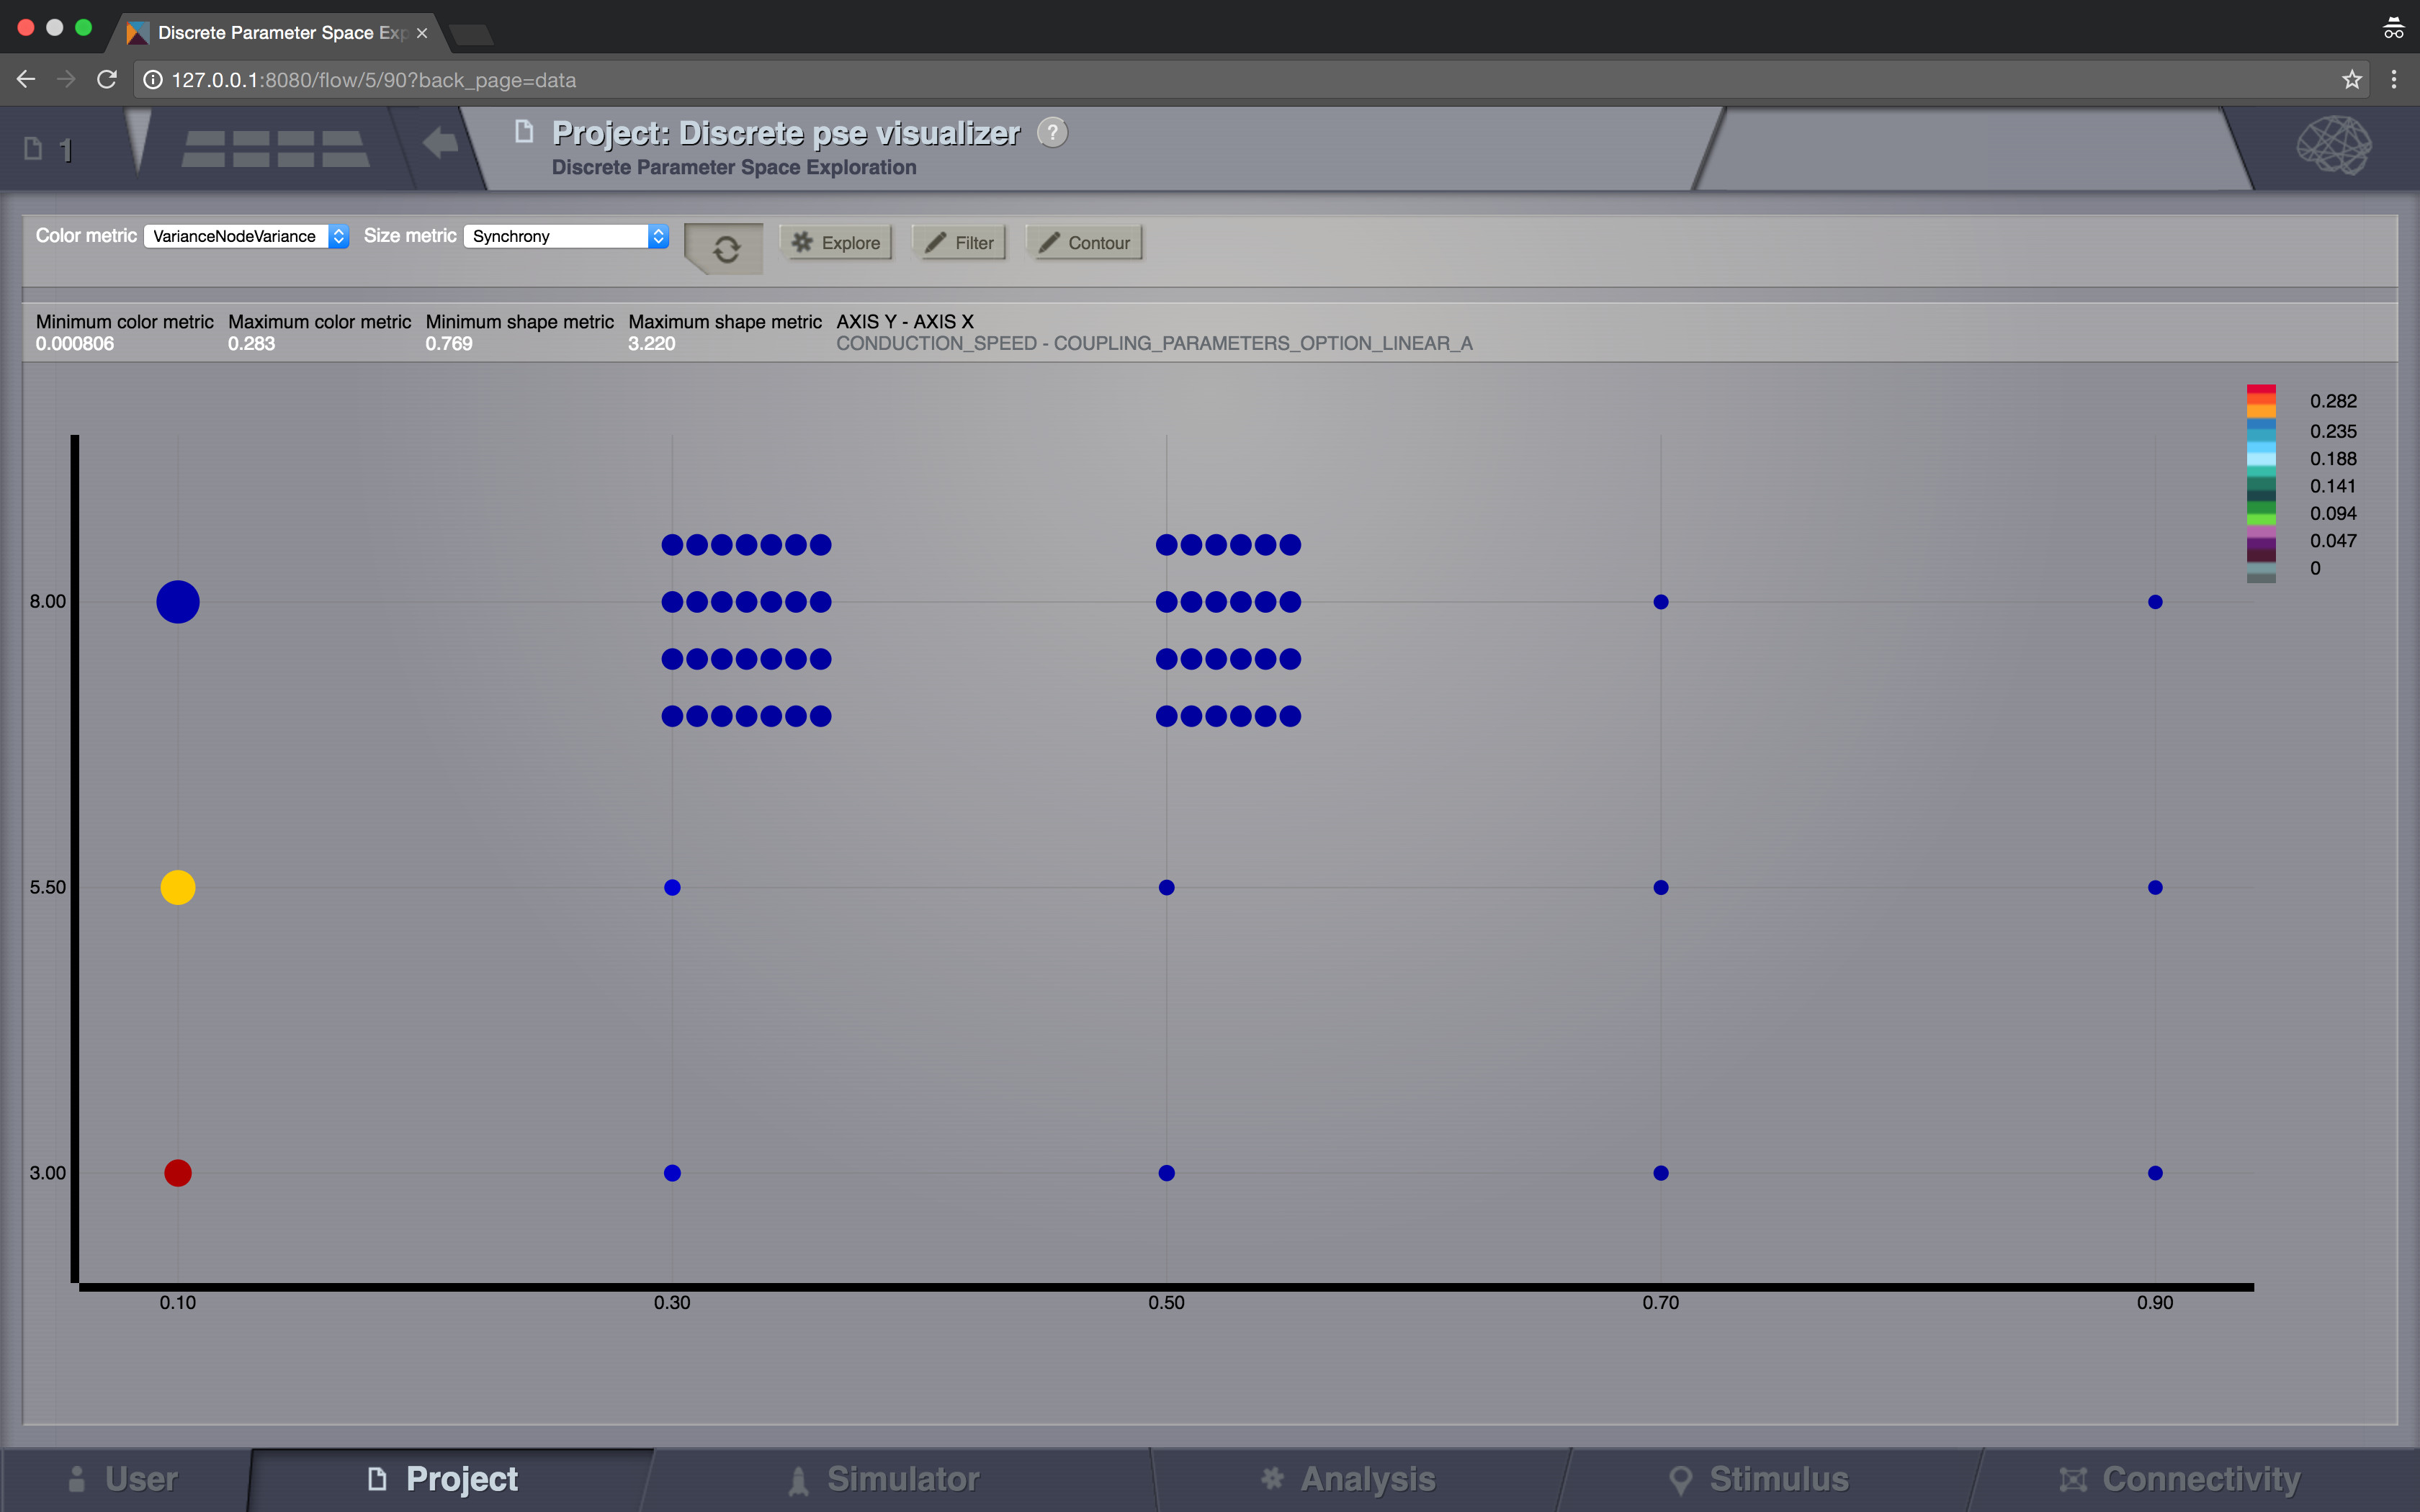 Discrete Parameter Space Exp
127.0.0.1:8080/flow/5/90?back_page=data
1
Project: Discrete pse visualizer ?
Discrete Parameter Space Exploration
Color metric VarianceNodeVariance Size metric Synchrony Explore Filter Contour
Minimum color metric Maximum color metric Minimum shape metric Maximum shape metric AXIS Y - AXIS X
0.000806 0.283 0.769 3.220 CONDUCTION_SPEED - COUPLING_PARAMETERS_OPTION_LINEAR_A
0.282
0.235
0.188
0.141
0.094
0.047
0
8.00
5.50
3.00
0.10 0.30 0.50 0.70 0.90
User Project Simulator Analysis Stimulus Connectivity